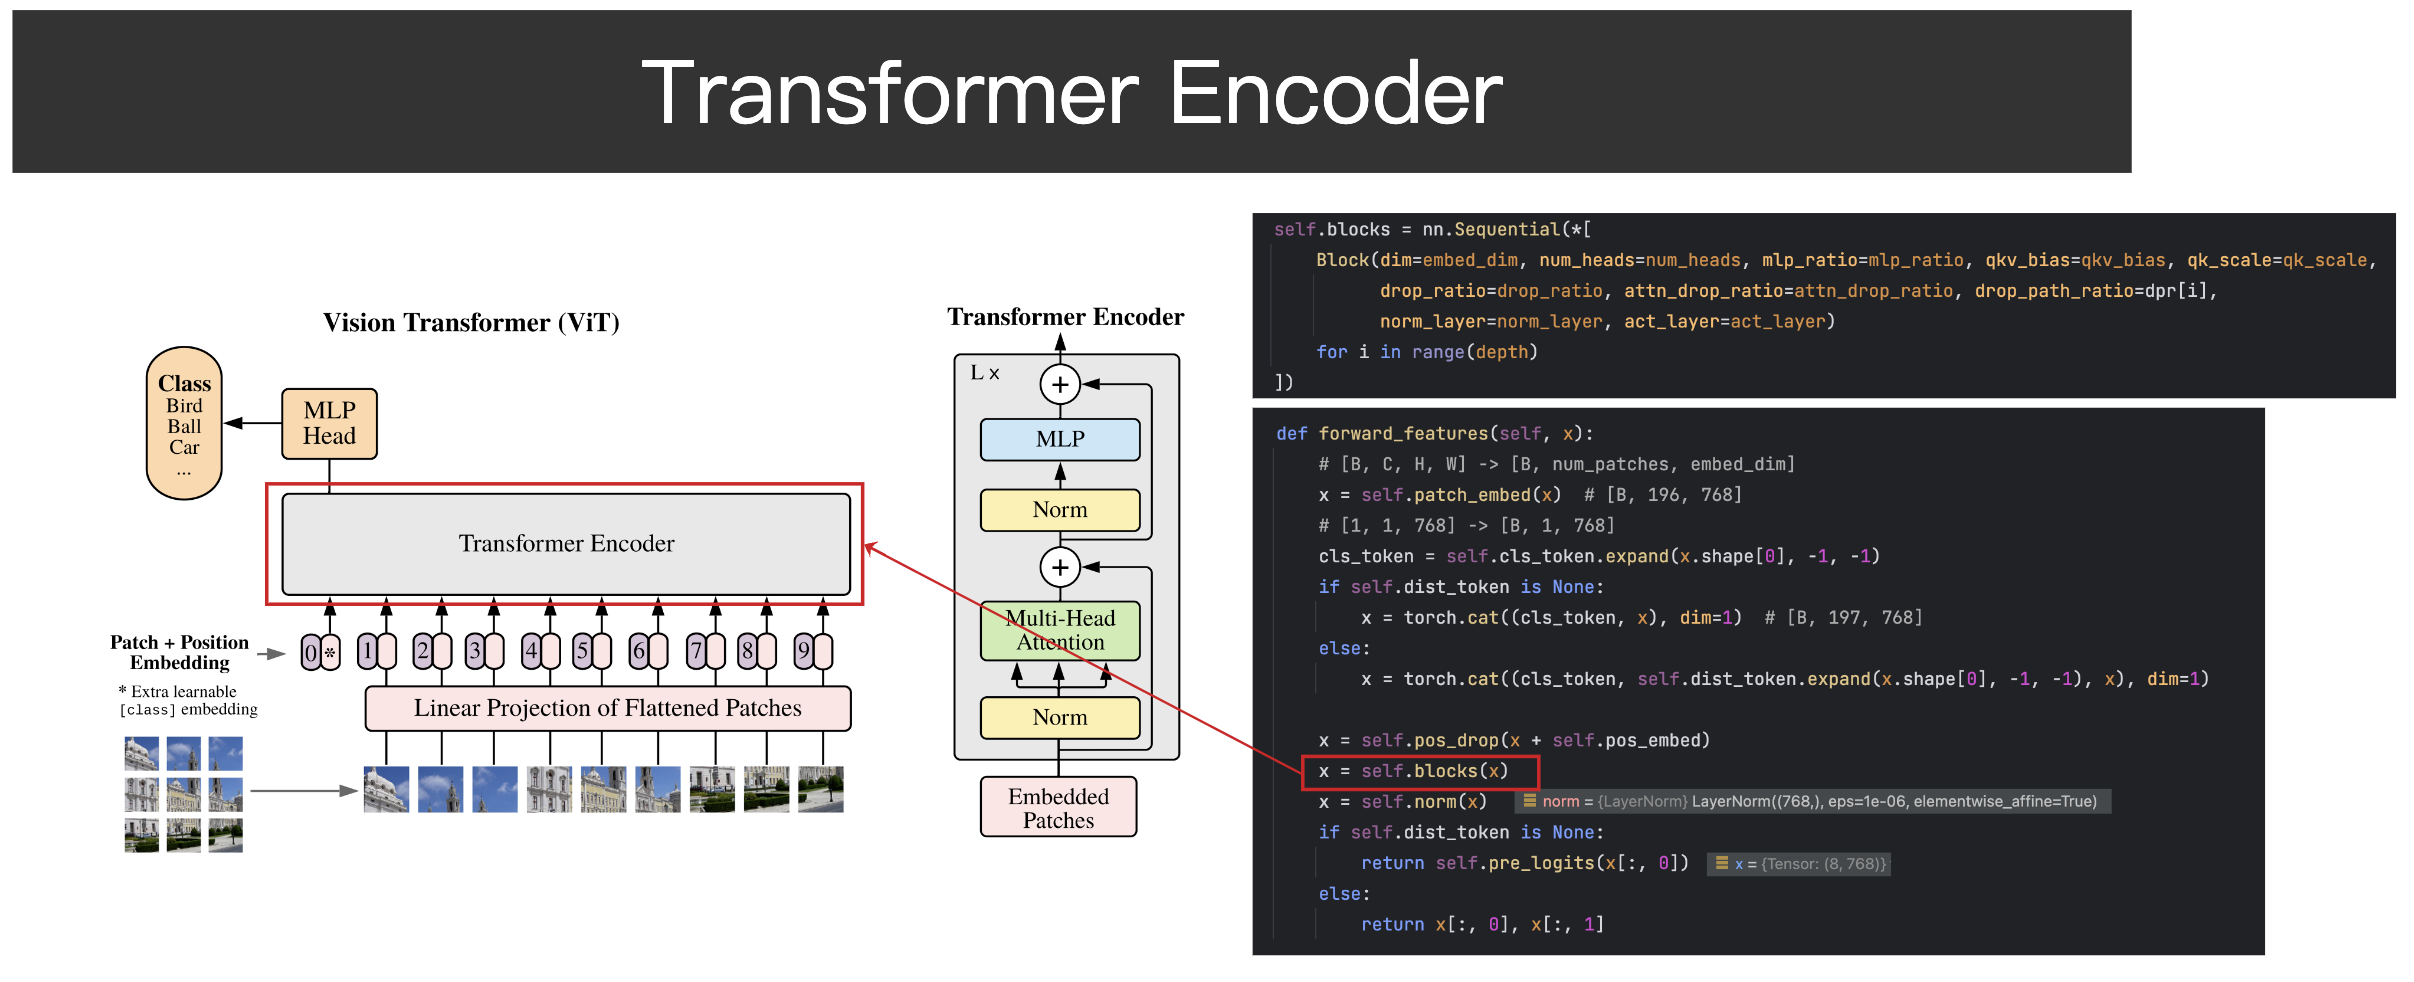 Transformer Encoder
Vision Transformer (ViT)
Class
Bird
Ball
Car
...
MLP
Head
Transformer Encoder
Patch + Position
Embedding
0 * 1 2 3 4 5 6 7 8 9
* Extra learnable
[class] embedding
Linear Projection of Flattened Patches
Transformer Encoder
L x
+
MLP
Norm
+
Multi-Head
Attention
Norm
Embedded
Patches
self.blocks = nn.Sequential(*[
    Block(dim=embed_dim, num_heads=num_heads, mlp_ratio=mlp_ratio, qkv_bias=qkv_bias, qk_scale=qk_scale,
          drop_ratio=drop_ratio, attn_drop_ratio=attn_drop_ratio, drop_path_ratio=dpr[i],
          norm_layer=norm_layer, act_layer=act_layer)
    for i in range(depth)
])
def forward_features(self, x):
    # [B, C, H, W] -> [B, num_patches, embed_dim]
    x = self.patch_embed(x)  # [B, 196, 768]
    # [1, 1, 768] -> [B, 1, 768]
    cls_token = self.cls_token.expand(x.shape[0], -1, -1)
    if self.dist_token is None:
        x = torch.cat((cls_token, x), dim=1)  # [B, 197, 768]
    else:
        x = torch.cat((cls_token, self.dist_token.expand(x.shape[0], -1, -1), x), dim=1)
    x = self.pos_drop(x + self.pos_embed)
    x = self.blocks(x)
    x = self.norm(x)  norm = {LayerNorm} LayerNorm((768,), eps=1e-06, elementwise_affine=True)
    if self.dist_token is None:
        return self.pre_logits(x[:, 0])  x = {Tensor: (8, 768)}
    else:
        return x[:, 0], x[:, 1]